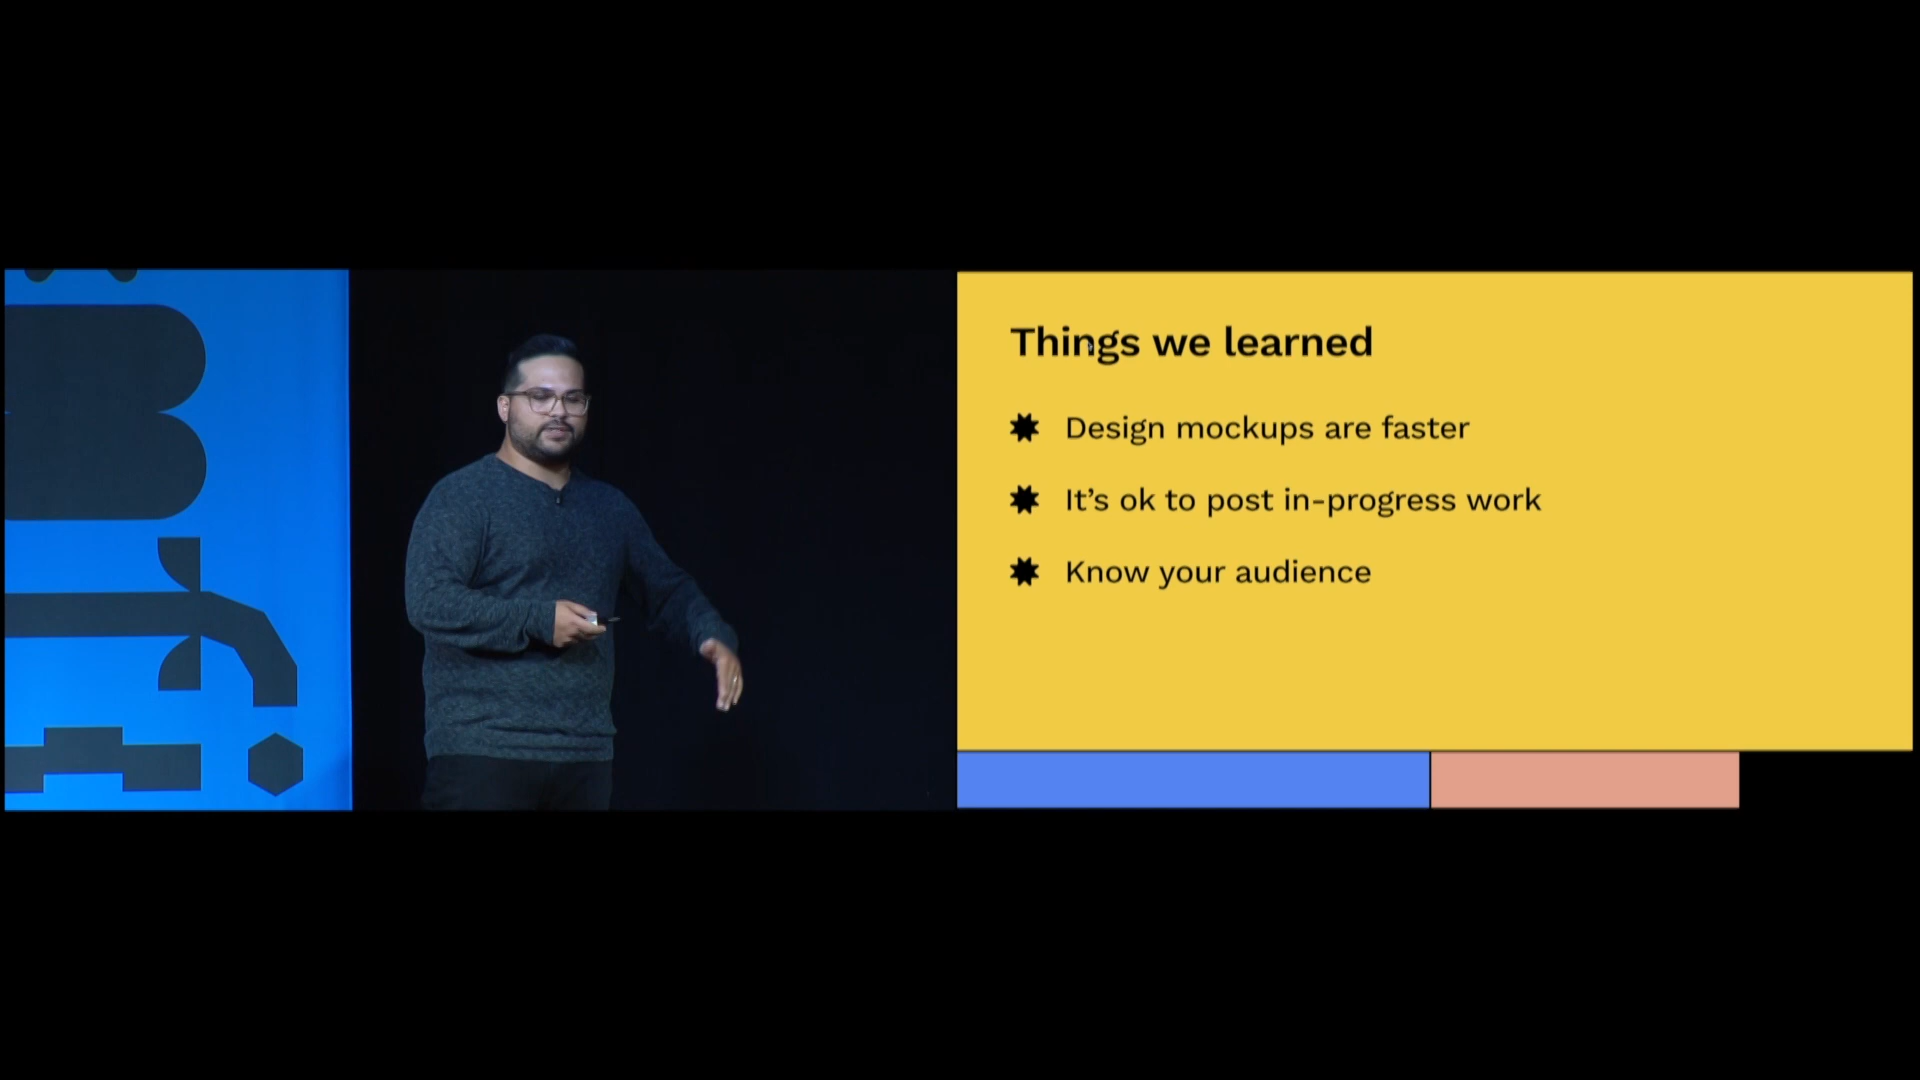 Things we learned
Design mockups are faster
It’s ok to post in-progress work
Know your audience